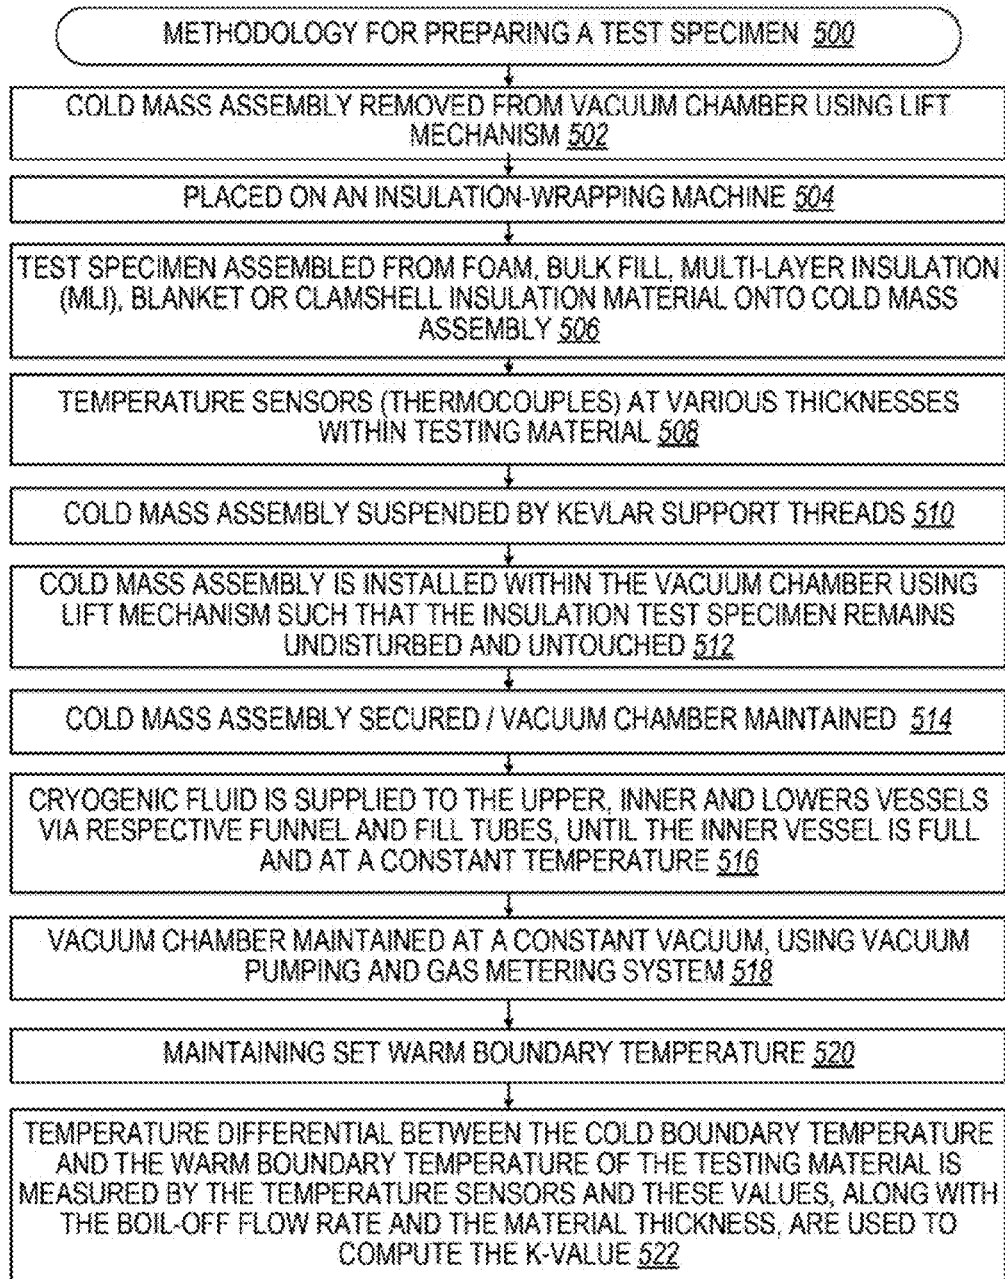 METHODOLOGY FOR PREPARING A TEST SPECIMEN 500
COLD MASS ASSEMBLY REMOVED FROM VACUUM CHAMBER USING LIFT
MECHANISM 502
PLACED ON AN INSULATION-WRAPPING MACHINE 504
TEST SPECIMEN ASSEMBLED FROM FOAM, BULK FILL, MULTI-LAYER INSULATION
(MLI), BLANKET OR CLAMSHELL INSULATION MATERIAL ONTO COLD MASS
ASSEMBLY 506
TEMPERATURE SENSORS (THERMOCOUPLES) AT VARIOUS THICKNESSES
WITHIN TESTING MATERIAL 508
COLD MASS ASSEMBLY SUSPENDED BY KEVLAR SUPPORT THREADS 510
COLD MASS ASSEMBLY IS INSTALLED WITHIN THE VACUUM CHAMBER USING
LIFT MECHANISM SUCH THAT THE INSULATION TEST SPECIMEN REMAINS
UNDISTURBED AND UNTOUCHED 512
COLD MASS ASSEMBLY SECURED / VACUUM CHAMBER MAINTAINED 514
CRYOGENIC FLUID IS SUPPLIED TO THE UPPER, INNER AND LOWERS VESSELS
VIA RESPECTIVE FUNNEL AND FILL TUBES, UNTIL THE INNER VESSEL IS FULL
AND AT A CONSTANT TEMPERATURE 516
VACUUM CHAMBER MAINTAINED AT A CONSTANT VACUUM, USING VACUUM
PUMPING AND GAS METERING SYSTEM 518
MAINTAINING SET WARM BOUNDARY TEMPERATURE 520
TEMPERATURE DIFFERENTIAL BETWEEN THE COLD BOUNDARY TEMPERATURE
AND THE WARM BOUNDARY TEMPERATURE OF THE TESTING MATERIAL IS
MEASURED BY THE TEMPERATURE SENSORS AND THESE VALUES, ALONG WITH
THE BOIL-OFF FLOW RATE AND THE MATERIAL THICKNESS, ARE USED TO
COMPUTE THE K-VALUE 522